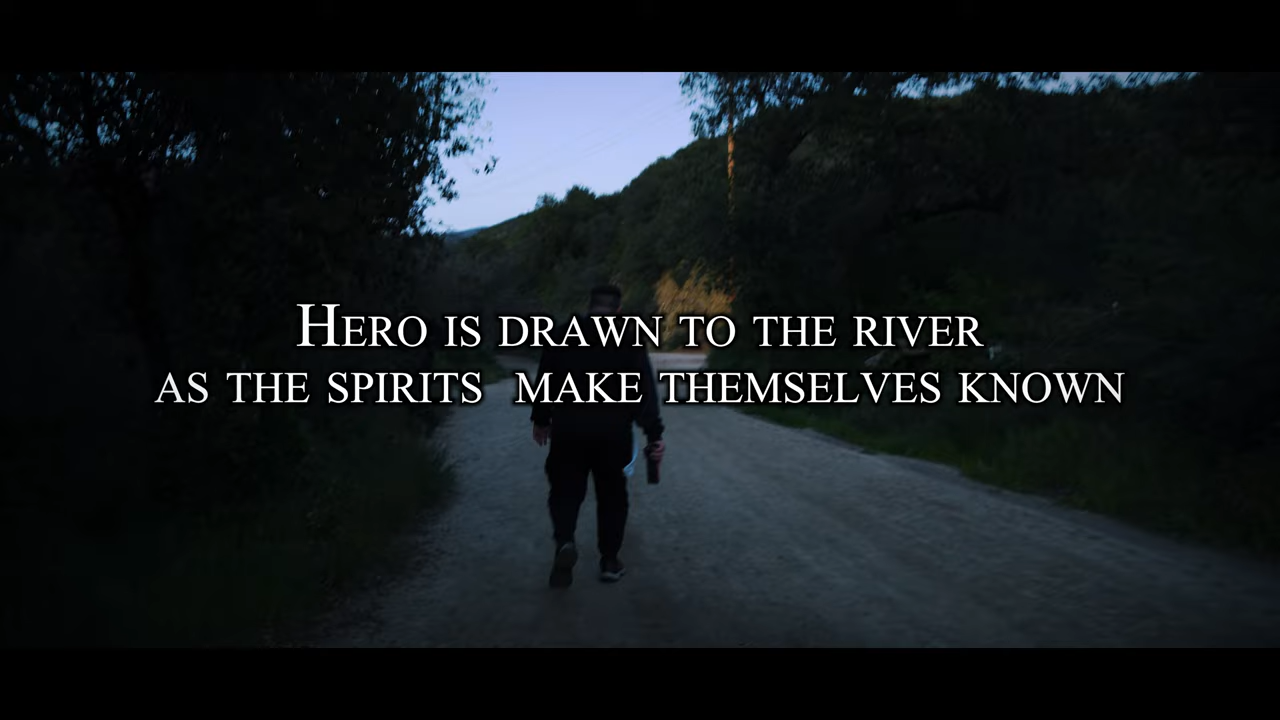 Hero is drawn to the river
as the spirits  make themselves known